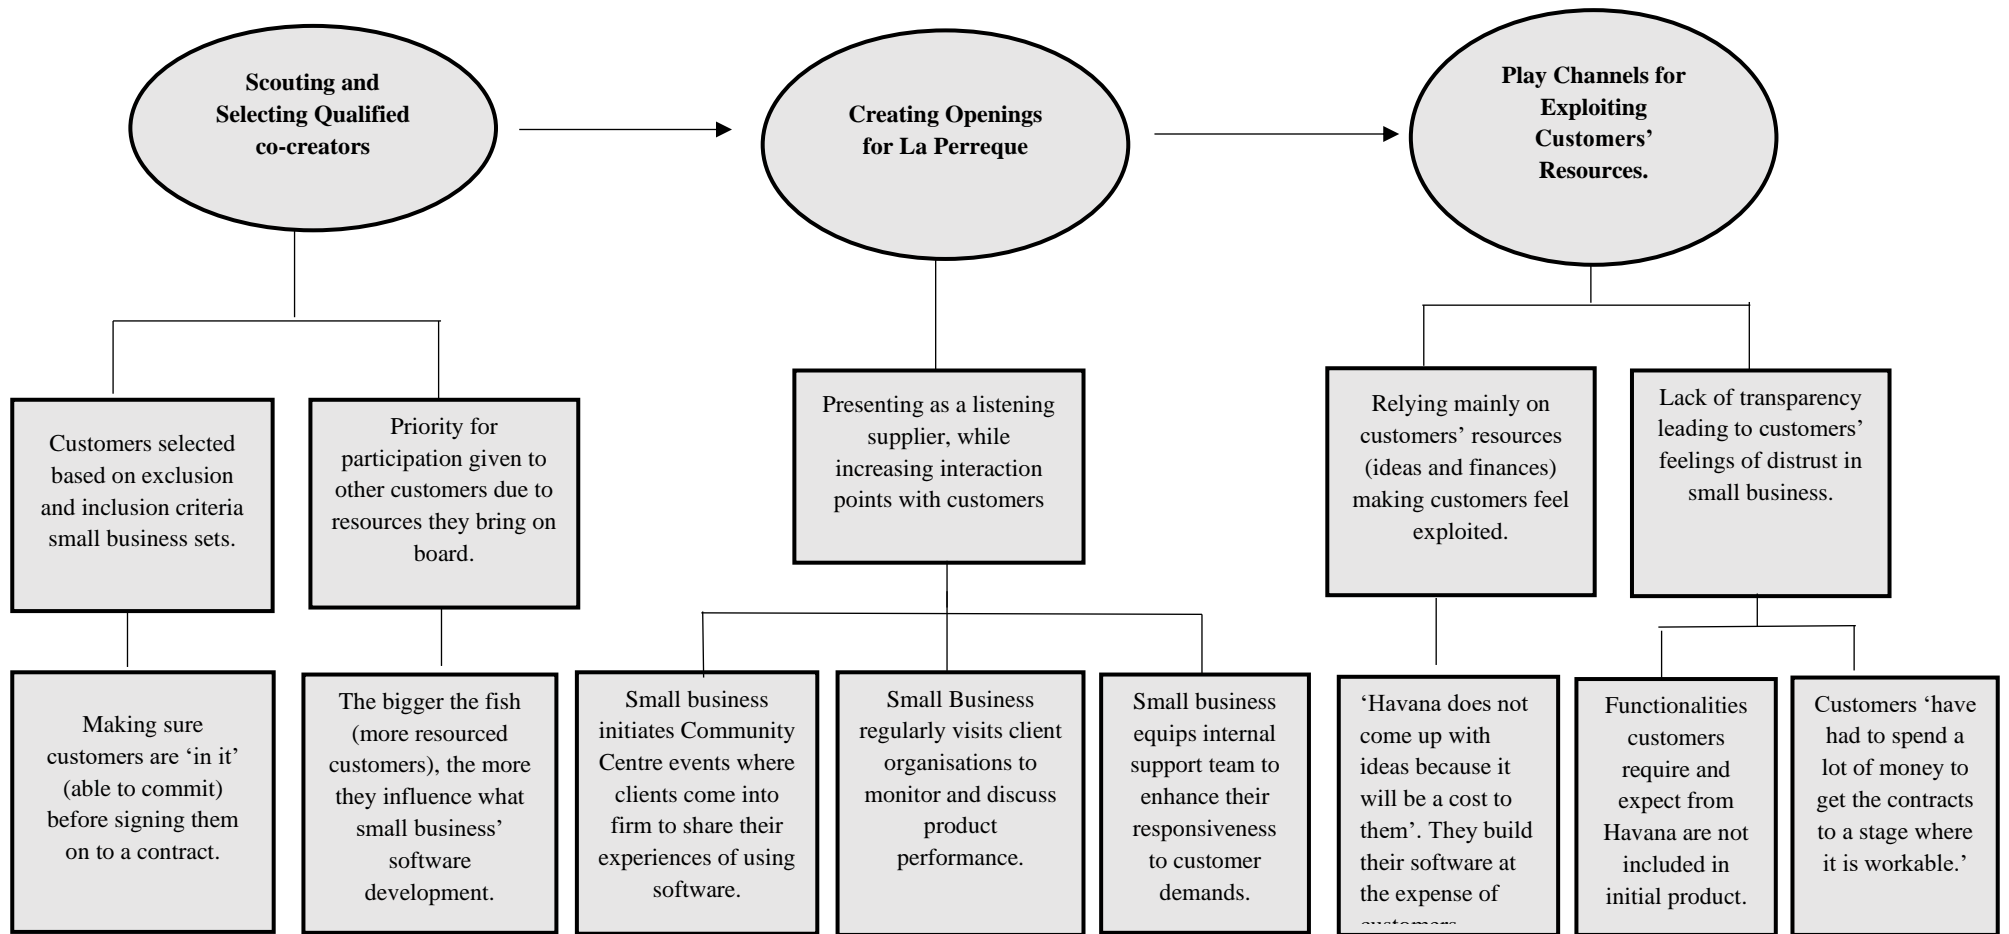 Scouting and
Selecting Qualified
co-creators
Creating Openings
for La Perreque
Play Channels for
Exploiting
Customers’
Resources.
Customers selected
based on exclusion
and inclusion criteria
small business sets.
Priority for
participation given to
other customers due to
resources they bring on
board.
Presenting as a listening
supplier, while
increasing interaction
points with customers
Relying mainly on
customers’ resources
(ideas and finances)
making customers feel
exploited.
Lack of transparency
leading to customers’
feelings of distrust in
small business.
Making sure
customers are ‘in it’
(able to commit)
before signing them
on to a contract.
The bigger the fish
(more resourced
customers), the more
they influence what
small business’
software
development.
Small business
initiates Community
Centre events where
clients come into
firm to share their
experiences of using
software.
Small Business
regularly visits client
organisations to
monitor and discuss
product
performance.
Small business
equips internal
support team to
enhance their
responsiveness
to customer
demands.
‘Havana does not
come up with
ideas because it
will be a cost to
them’. They build
their software at
the expense of
Functionalities
customers
require and
expect from
Havana are not
included in
initial product.
Customers ‘have
had to spend a
lot of money to
get the contracts
to a stage where
it is workable.’